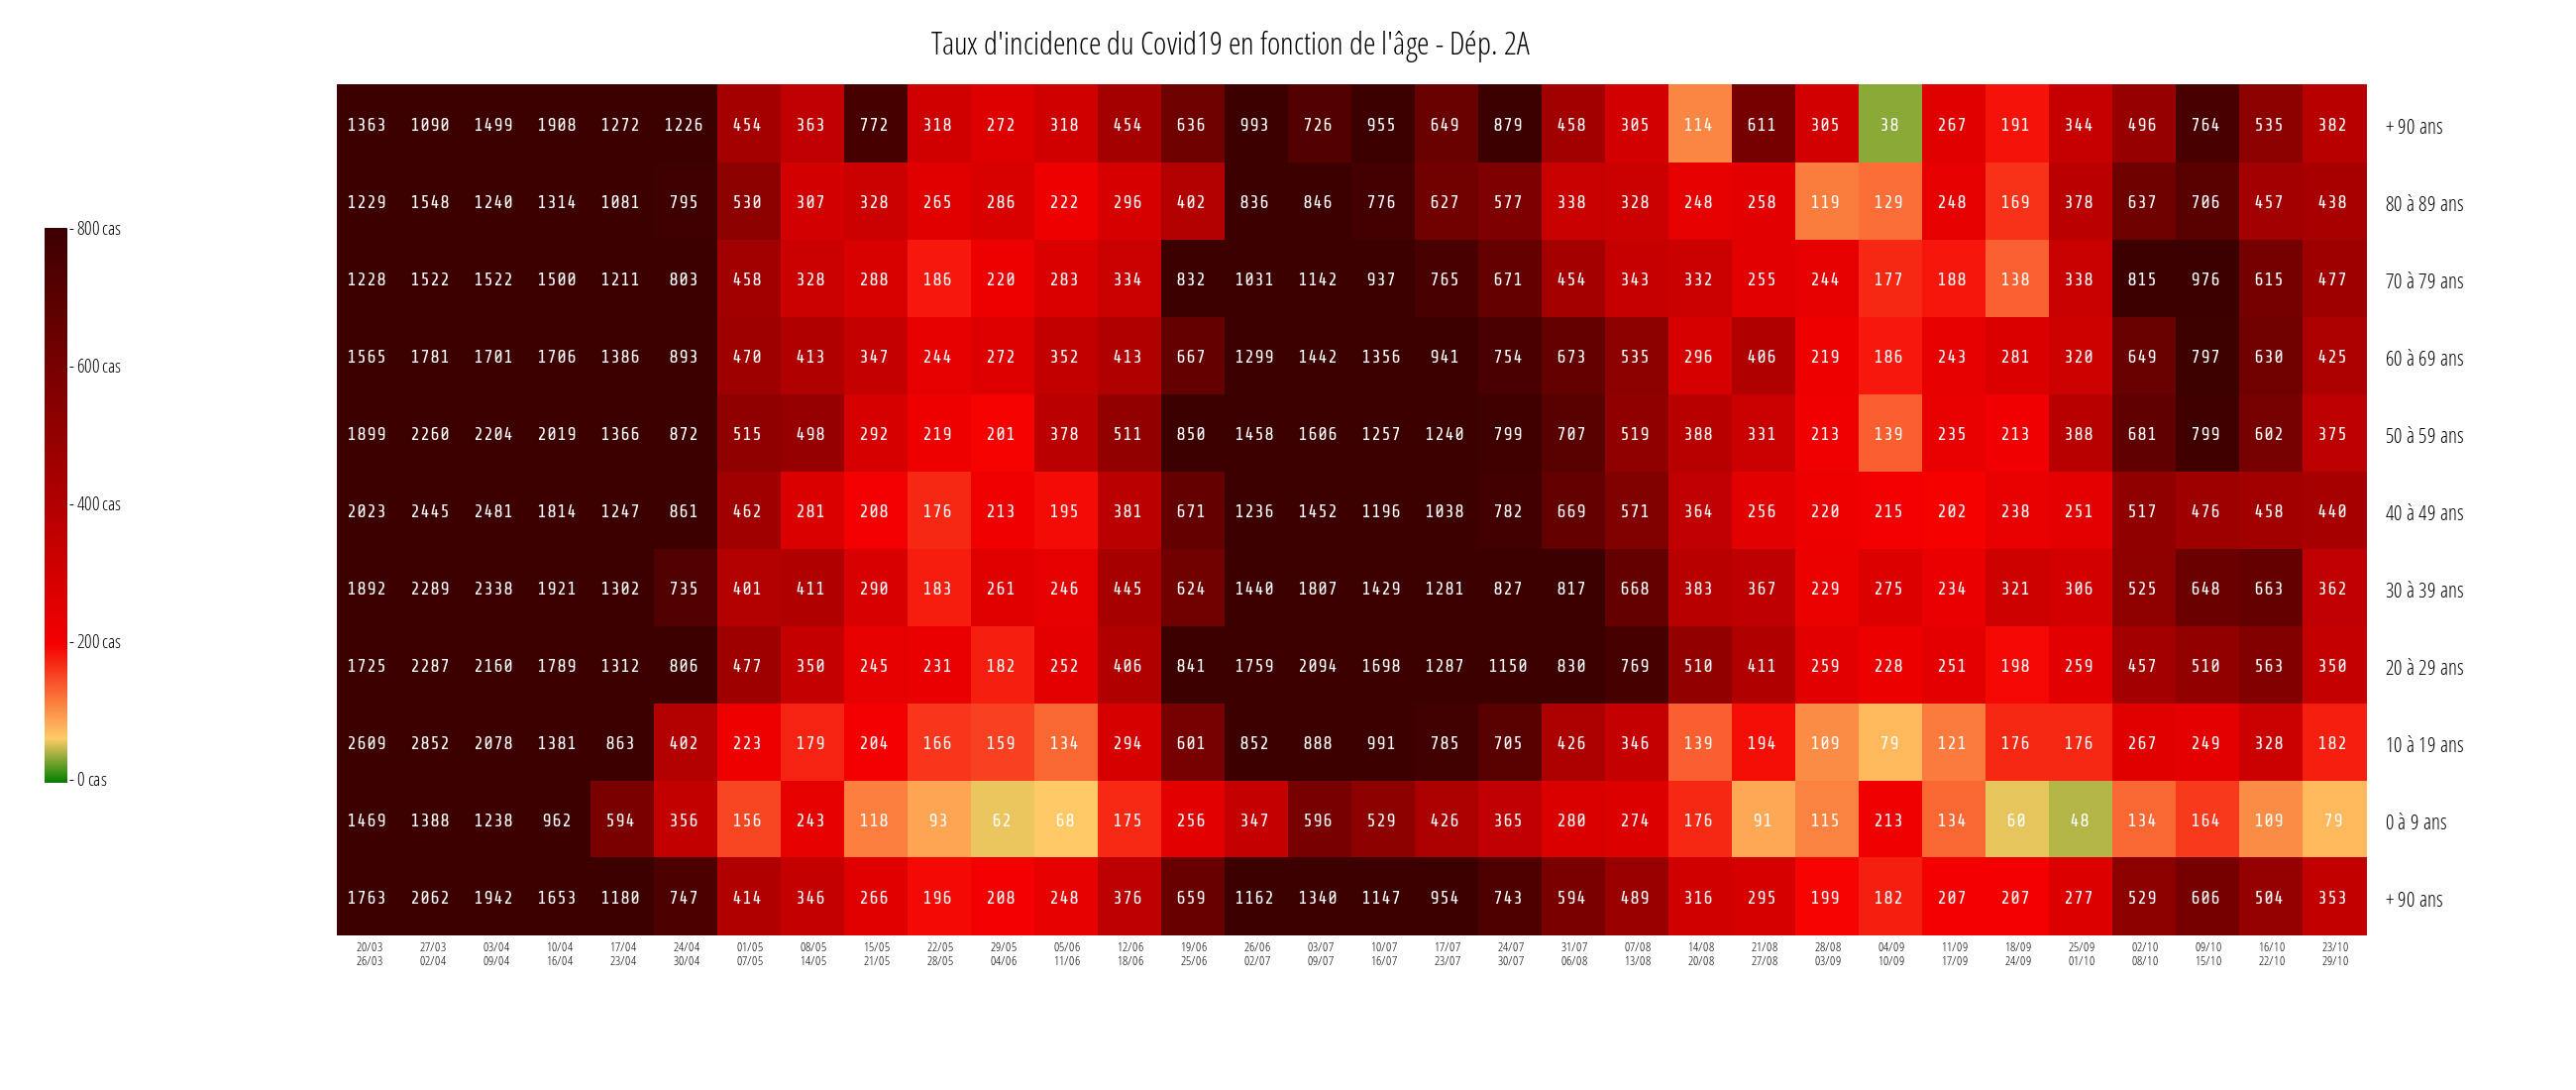 Taux d'incidence du Covid19 en fonction de l'âge - Dép. 2A
1363 1090 1499 1908 1272 1226 454 363 772 318 272 318 454 636 993 726 955 649 879 458 305 114 611 305 38 267 191 344 496 764 535 382 + 90 ans
1229 1548 1240 1314 1081 795 530 307 328 265 286 222 296 402 836 846 776 627 577 338 328 248 258 119 129 248 169 378 637 706 457 438 80 à 89 ans
- 800 cas
1228 1522 1522 1500 1211 803 458 328 288 186 220 283 334 832 1031 1142 937 765 671 454 343 332 255 244 177 188 138 338 815 976 615 477 70 à 79 ans
1565 1781 1701 1706 1386 893 470 413 347 244 272 352 413 667 1299 1442 1356 941 754 673 535 296 406 219 186 243 281 320 649 797 630 425 60 à 69 ans
- 600 cas
1899 2260 2204 2019 1366 872 515 498 292 219 201 378 511 850 1458 1606 1257 1240 799 707 519 388 331 213 139 235 213 388 681 799 602 375 50 à 59 ans
- 400 cas
2023 2445 2481 1814 1247 861 462 281 208 176 213 195 381 671 1236 1452 1196 1038 782 669 571 364 256 220 215 202 238 251 517 476 458 440 40 à 49 ans
1892 2289 2338 1921 1302 735 401 411 290 183 261 246 445 624 1440 1807 1429 1281 827 817 668 383 367 229 275 234 321 306 525 648 663 362 30 à 39 ans
- 200 cas
1725 2287 2160 1789 1312 806 477 350 245 231 182 252 406 841 1759 2094 1698 1287 1150 830 769 510 411 259 228 251 198 259 457 510 563 350 20 à 29 ans
2609 2852 2078 1381 863 402 223 179 204 166 159 134 294 601 852 888 991 785 705 426 346 139 194 109 79 121 176 176 267 249 328 182 10 à 19 ans
- 0 cas
1469 1388 1238 962 594 356 156 243 118 93 62 68 175 256 347 596 529 426 365 280 274 176 91 115 213 134 60 48 134 164 109 79 0 à 9 ans
1763 2062 1942 1653 1180 747 414 346 266 196 208 248 376 659 1162 1340 1147 954 743 594 489 316 295 199 182 207 207 277 529 606 504 353 + 90 ans
20/03 27/03 03/04 10/04 17/04 24/04 01/05 08/05 15/05 22/05 29/05 05/06 12/06 19/06 26/06 03/07 10/07 17/07 24/07 31/07 07/08 14/08 21/08 28/08 04/09 11/09 18/09 25/09 02/10 09/10 16/10 23/10
26/03 02/04 09/04 16/04 23/04 30/04 07/05 14/05 21/05 28/05 04/06 11/06 18/06 25/06 02/07 09/07 16/07 23/07 30/07 06/08 13/08 20/08 27/08 03/09 10/09 17/09 24/09 01/10 08/10 15/10 22/10 29/10